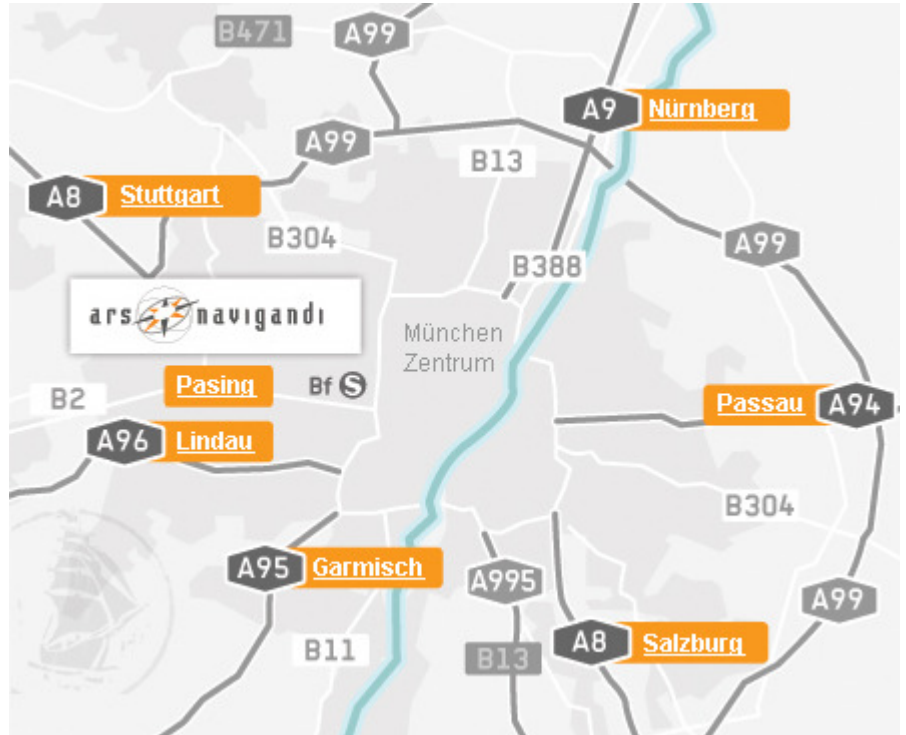 B471
A99
A9 Nürnberg
A99
B13
A8 Stuttgart
B304
A99
B388
ars navigandi
München
Zentrum
Pasing
Bf S
B2
Passau A94
A96 Lindau
B304
A95 Garmisch
A995
A99
A8 Salzburg
B11
B13